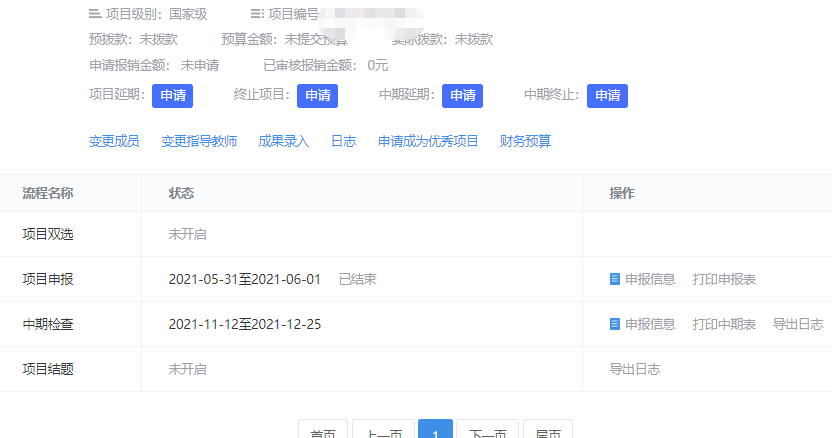 项目级别：国家级 项目编号
预拨款：未拨款 预算金额：未提交预算 实际拨款：未拨款
申请报销金额：未申请 已审核报销金额：0元
项目延期：申请 终止项目：申请 中期延期：申请 中期终止：申请
变更成员 变更指导教师 成果录入 日志 申请成为优秀项目 财务预算
流程名称 状态 操作
项目双选 未开启
项目申报 2021-05-31至2021-06-01 已结束 申报信息 打印申报表
中期检查 2021-11-12至2021-12-25 申报信息 打印中期表 导出日志
项目结题 未开启 导出日志
首页 上一页 1 下一页 尾页